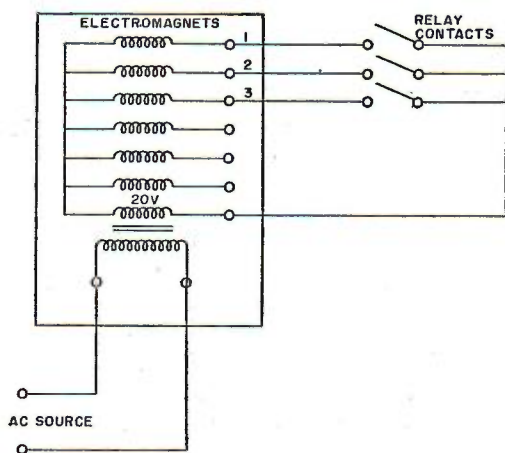 ELECTROMAGNETS
RELAY
CONTACTS
1
2
3
20V
AC SOURCE